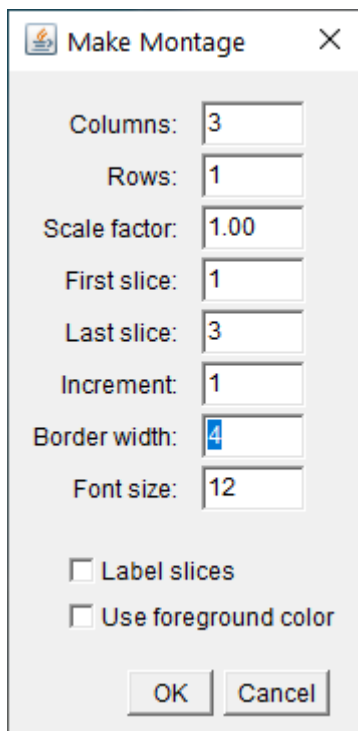 Make Montage
Columns: 3
Rows: 1
Scale factor: 1.00
First slice: 1
Last slice: 3
Increment: 1
Border width: 4
Font size: 12
Label slices
Use foreground color
OK Cancel